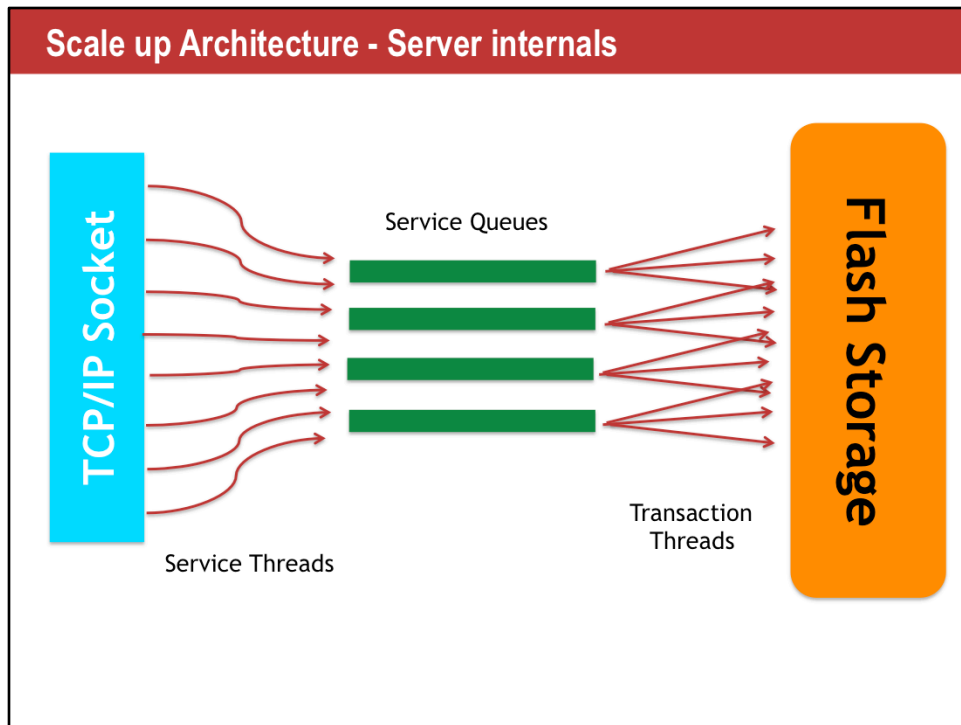 Scale up Architecture - Server internals
TCP/IP Socket
Service Queues
Flash Storage
Transaction
Threads
Service Threads